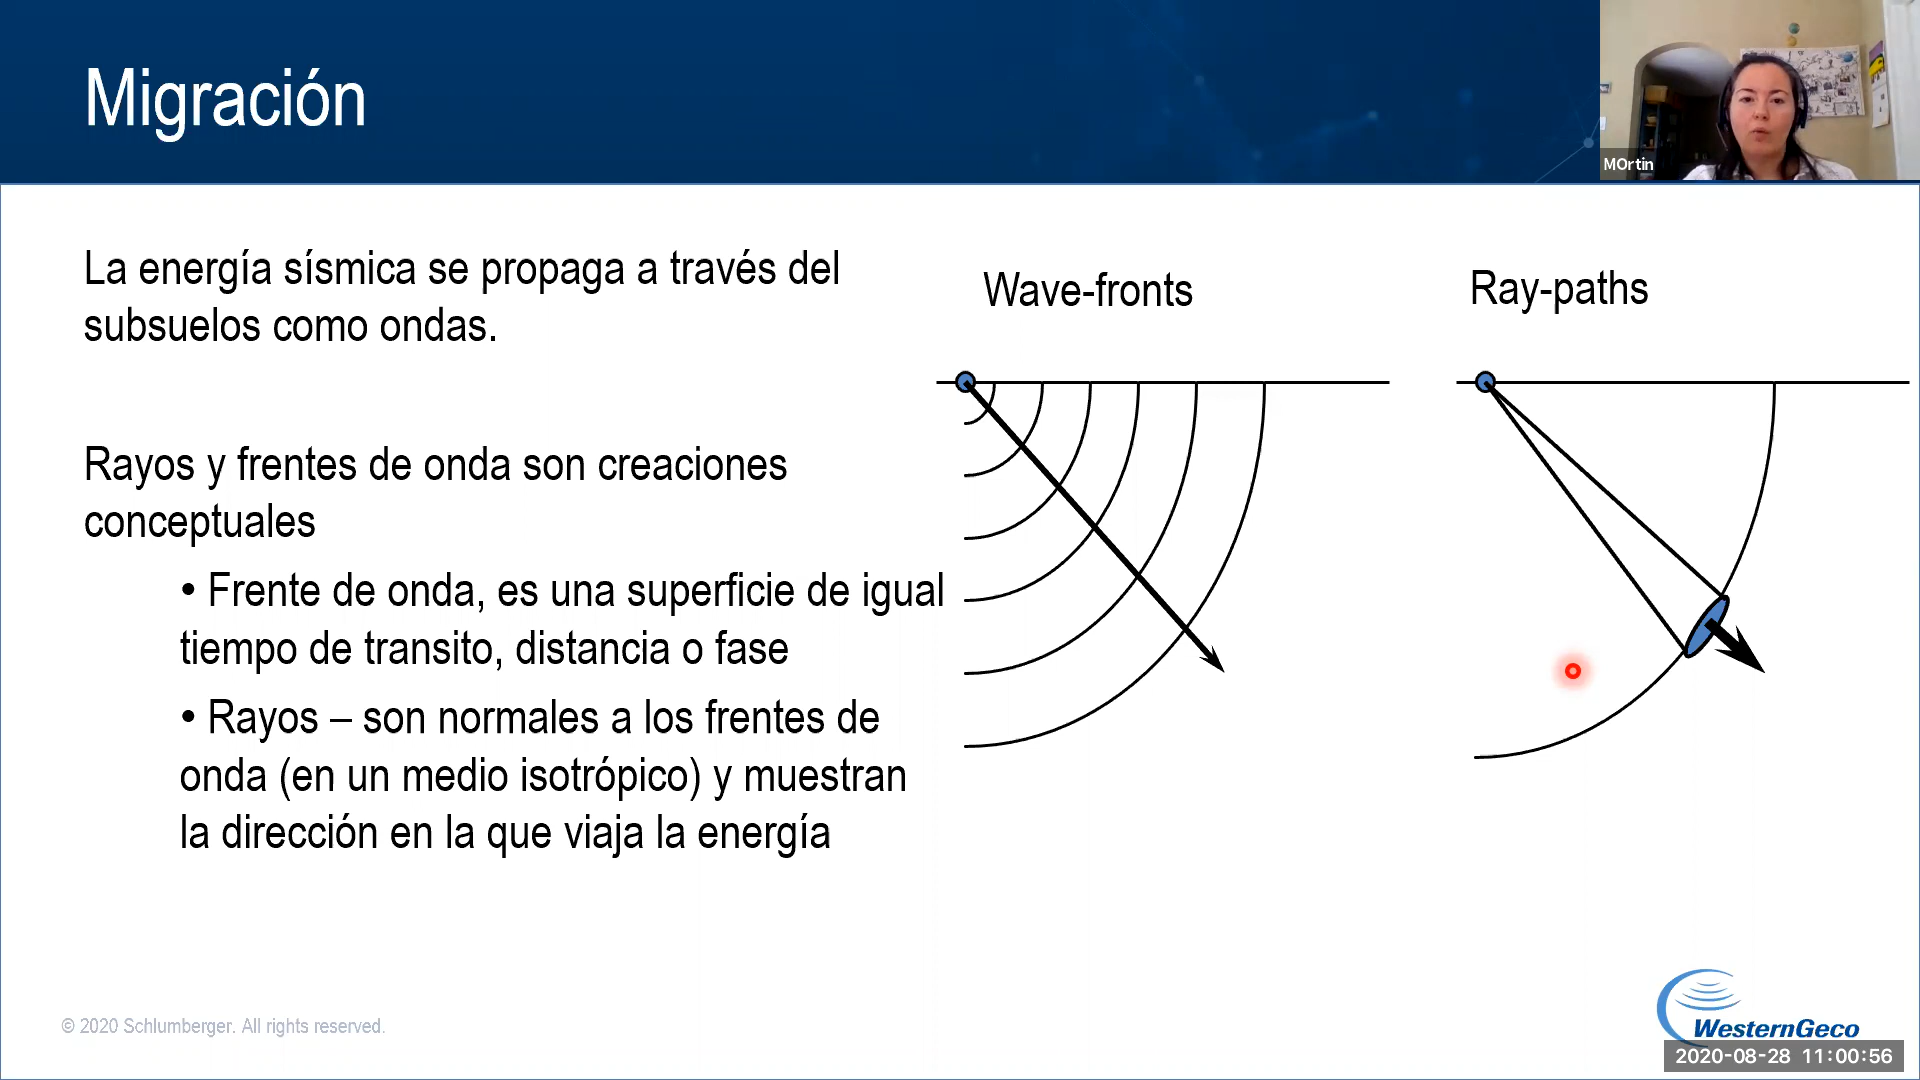 Migración
MOrtin
La energía sísmica se propaga a través del
subsuelos como ondas.
Rayos y frentes de onda son creaciones
conceptuales
• Frente de onda, es una superficie de igual
tiempo de transito, distancia o fase
• Rayos – son normales a los frentes de
onda (en un medio isotrópico) y muestran
la dirección en la que viaja la energía
Wave-fronts
Ray-paths
© 2020 Schlumberger. All rights reserved.
WesternGeco
2020-08-28 11:00:56